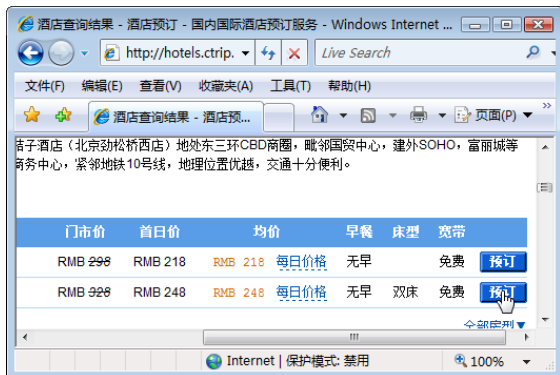 酒店查询结果 - 酒店预订 - 国内国际酒店预订服务 - Windows Internet ...
http://hotels.ctrip. Live Search
文件(F) 编辑(E) 查看(V) 收藏夹(A) 工具(T) 帮助(H)
酒店查询结果 - 酒店预... 页面(P) »
桔子酒店（北京劲松桥西店）地处东三环CBD商圈，毗邻国贸中心，建外SOHO，富丽城等
商务中心，紧邻地铁10号线，地理位置优越，交通十分便利。
门市价 首日价 均价 早餐 床型 宽带
RMB 298 RMB 218 RMB 218 每日价格 无早 免费 预订
RMB 328 RMB 248 RMB 248 每日价格 无早 双床 免费 预订
全部房型▼
Internet | 保护模式: 禁用 100%